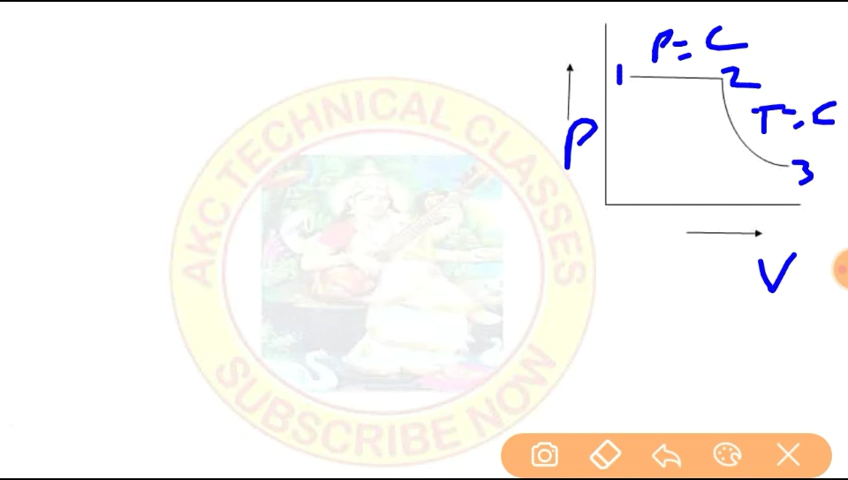 P = C
1
2
T = C
P
3
V
AKC TECHNICAL CLASSES
SUBSCRIBE NOW